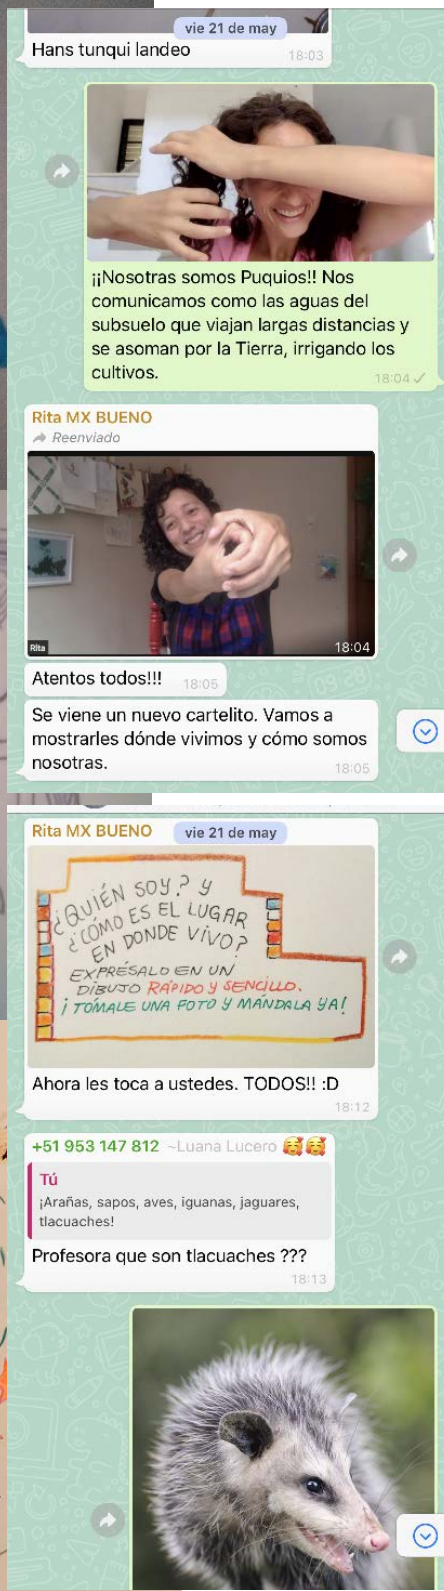 vie 21 de may
Hans tunqui landeo
18:03
¡¡Nosotras somos Puquios!! Nos
comunicamos como las aguas del
subsuelo que viajan largas distancias y
se asoman por la Tierra, irrigando los
cultivos.
18:04
Rita MX BUENO
Reenviado
Rita
18:04
Atentos todos!!!
18:05
Se viene un nuevo cartelito. Vamos a
mostrarles dónde vivimos y cómo somos
nosotras.
18:05
Rita MX BUENO
vie 21 de may
¿QUIÉN SOY? Y
¿CÓMO ES EL LUGAR
EN DONDE VIVO?
EXPRÉSALO EN UN
DIBUJO RÁPIDO Y SENCILLO.
¡TÓMALE UNA FOTO Y MÁNDALA YA!
Ahora les toca a ustedes. TODOS!! :D
18:12
+51 953 147 812 ~Luana Lucero 🥰🥰
Tú
¡Arañas, sapos, aves, iguanas, jaguares,
tlacuaches!
Profesora que son tlacuaches ???
18:13